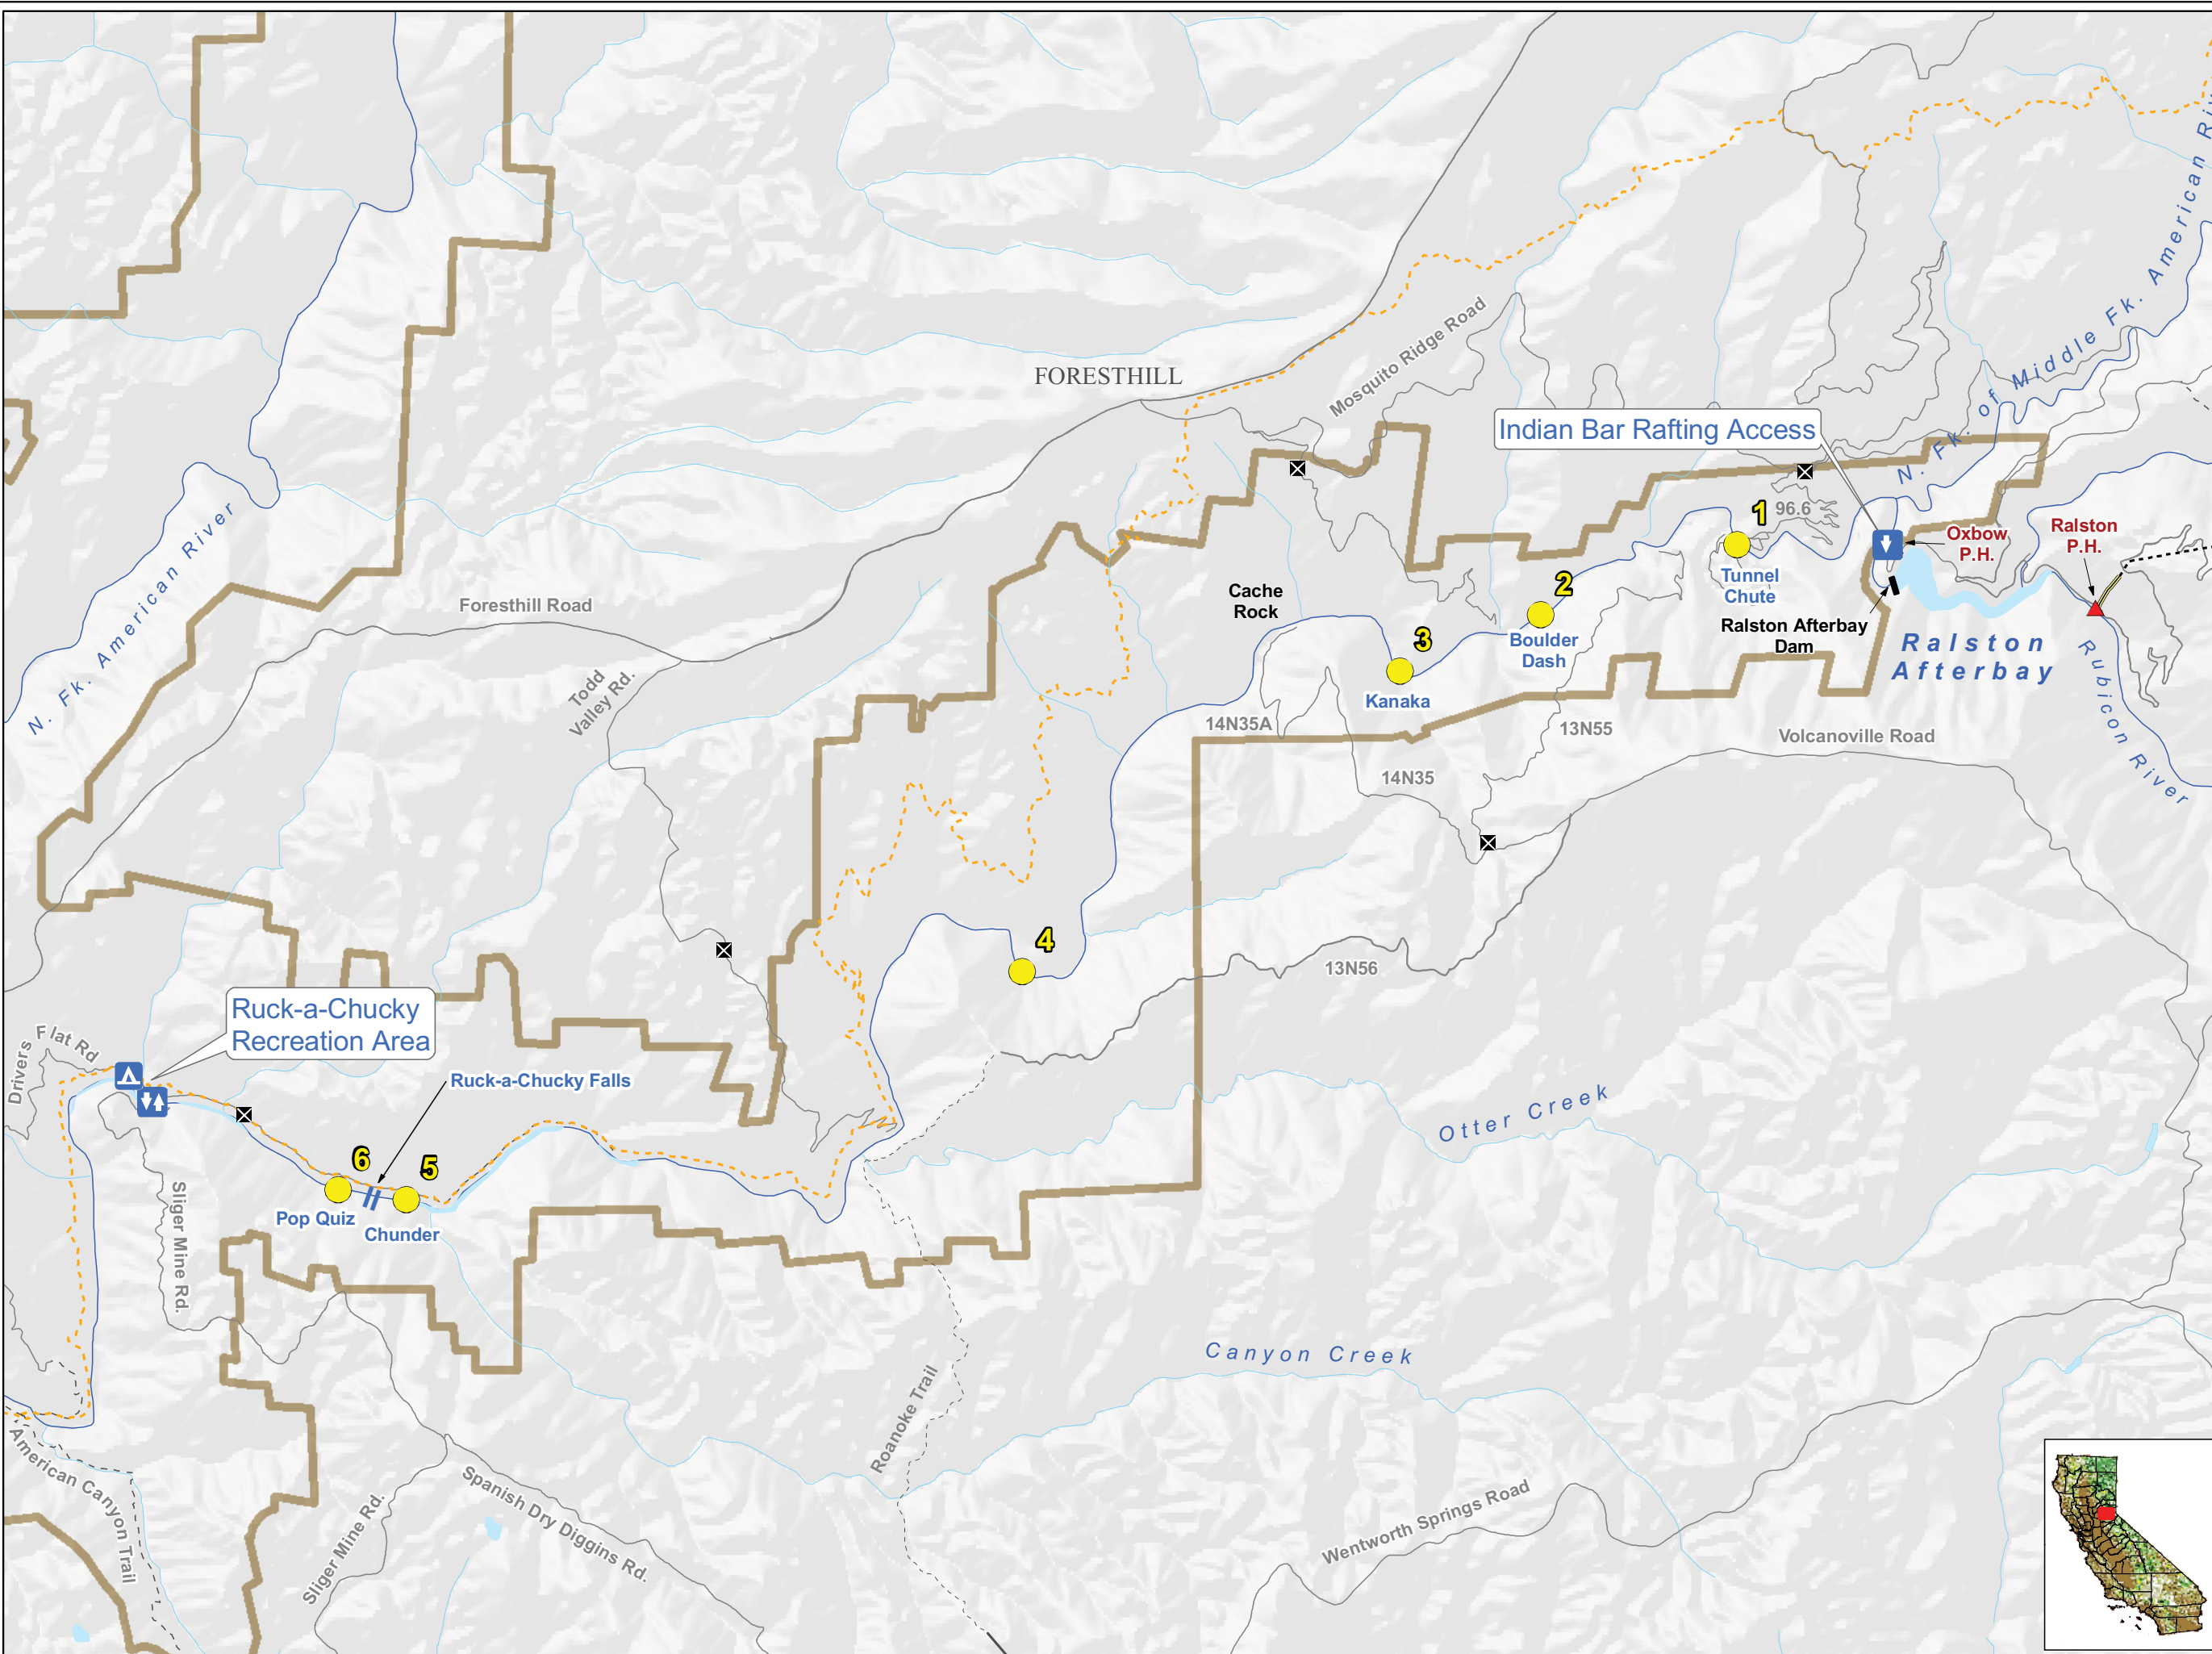 N. Fk. of Middle Fk. American Ri
FORESTHILL
Mosquito Ridge Road
Indian Bar Rafting Access
1
96.6
Oxbow
P.H.
Ralston
P.H.
Tunnel
Chute
2
Boulder
Dash
Ralston Afterbay
Dam
Ralston
Afterbay
Rubicon River
Cache
Rock
3
Kanaka
N. Fk. American River
Foresthill Road
Todd
Valley Rd.
14N35A
13N55
Volcanoville Road
14N35
4
13N56
Ruck-a-Chucky
Recreation Area
Drivers Flat Rd
Ruck-a-Chucky Falls
Otter Creek
6
5
Pop Quiz
Chunder
Sliger Mine Rd.
Canyon Creek
Roanoke Trail
American Canyon Trail
Sliger Mine Rd.
Spanish Dry Diggins Rd.
Wentworth Springs Road